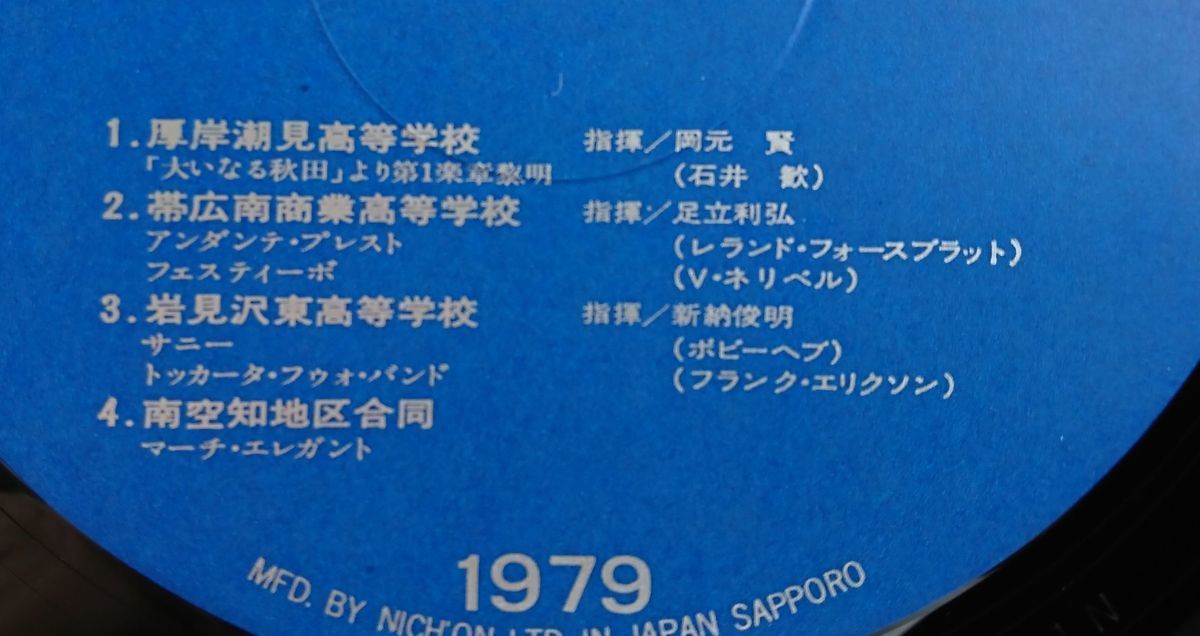 1.厚岸潮見高等学校 指揮/岡元 賢
「大いなる秋田」より第1楽章黎明 (石井 歓)
2.帯広南商業高等学校 指揮/足立利弘
アンダンテ・プレスト (レランド・フォースブラット)
フェスティーボ (V・ネリベル)
3.岩見沢東高等学校 指揮/新納俊明
サニー (ボビーヘブ)
トッカータ・フゥォ・バンド (フランク・エリクソン)
4.南空知地区合同
マーチ・エレガント
1979
MFD. BY NICH'ON LTD. IN JAPAN SAPPORO